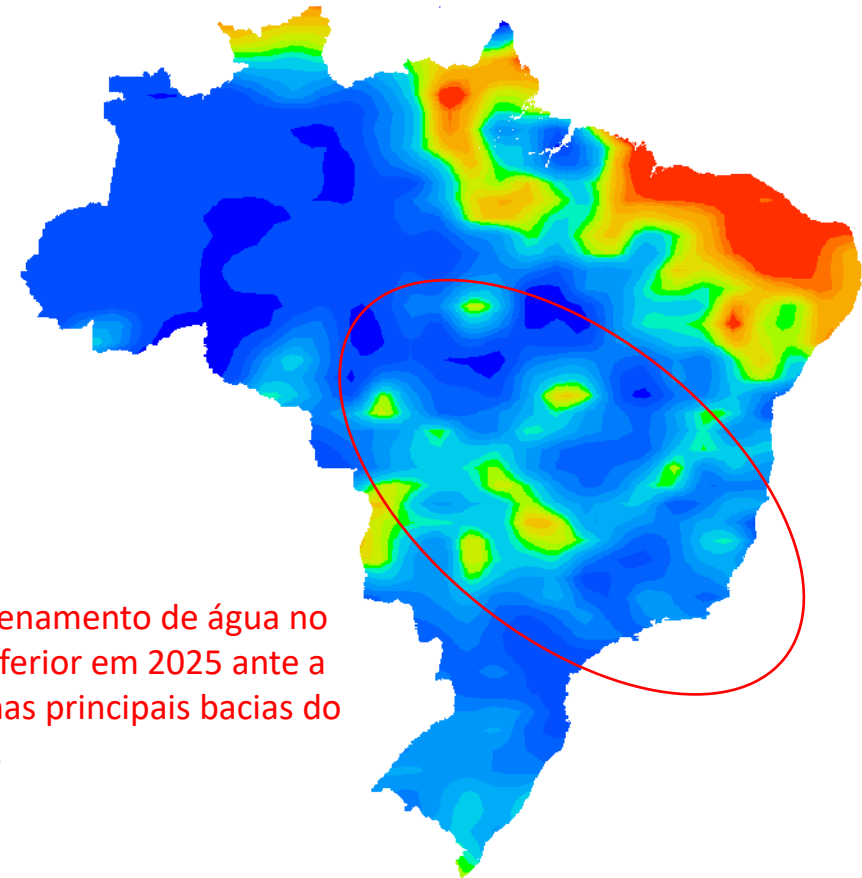 enamento de água no
ferior em 2025 ante a
nas principais bacias do